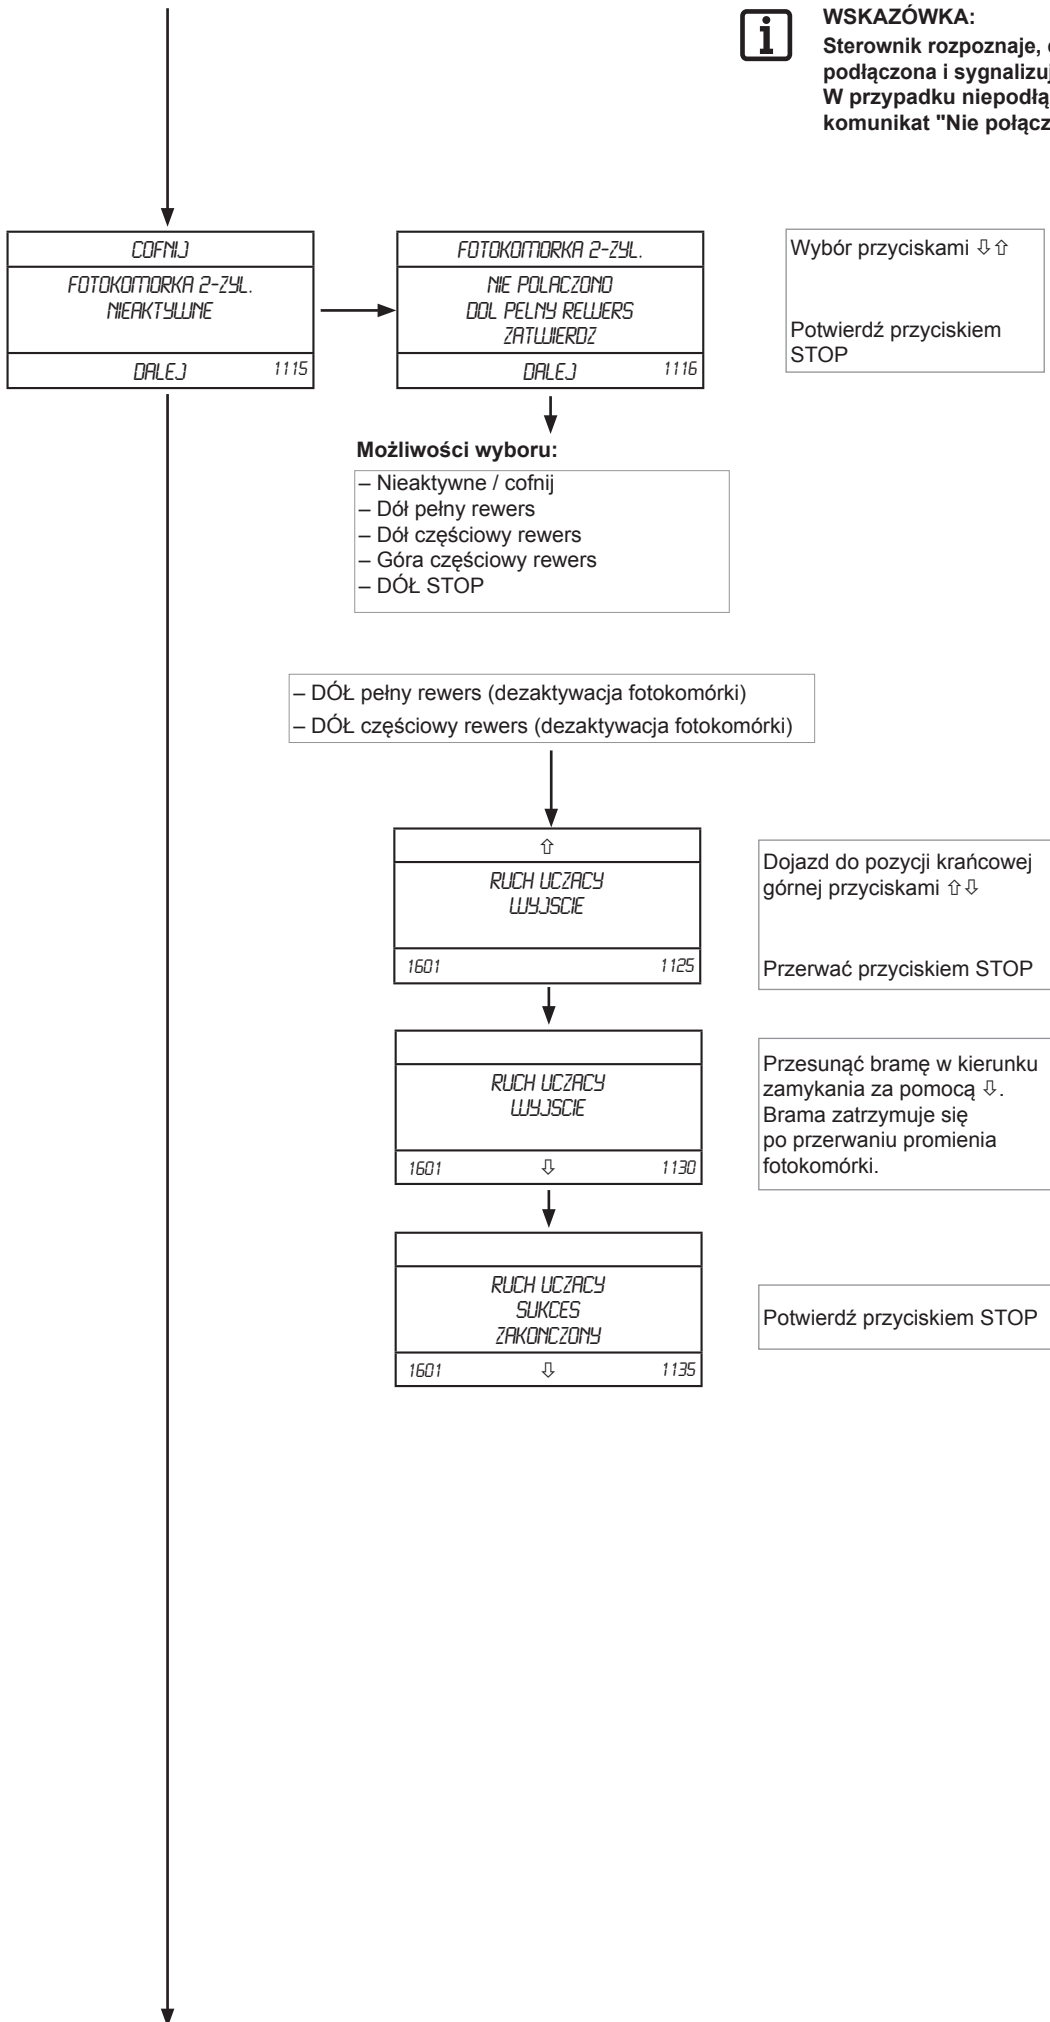 WSKAZÓWKA:
Sterownik rozpoznaje,
podłączona i sygnalizuj
W przypadku niepodłą
komunikat "Nie połącz
COFNIJ
FOTOKOMORKA 2-ZYL.
NIEAKTYWNE
DALEJ 1115
FOTOKOMORKA 2-ZYL.
NIE POLACZONO
DOL PELNY REWERS
ZATWIERDZ
DALEJ 1116
Wybór przyciskami ⇩⇧
Potwierdź przyciskiem
STOP
Możliwości wyboru:
– Nieaktywne / cofnij
– Dół pełny rewers
– Dół częściowy rewers
– Góra częściowy rewers
– DÓŁ STOP
– DÓŁ pełny rewers (dezaktywacja fotokomórki)
– DÓŁ częściowy rewers (dezaktywacja fotokomórki)
⇧
RUCH UCZACY
WYJSCIE
1601 1125
Dojazd do pozycji krańcowej
górnej przyciskami ⇧⇩
Przerwać przyciskiem STOP
RUCH UCZACY
WYJSCIE
1601 ⇩ 1130
Przesunąć bramę w kierunku
zamykania za pomocą ⇩.
Brama zatrzymuje się
po przerwaniu promienia
fotokomórki.
RUCH UCZACY
SUKCES
ZAKONCZONY
1601 ⇩ 1135
Potwierdź przyciskiem STOP